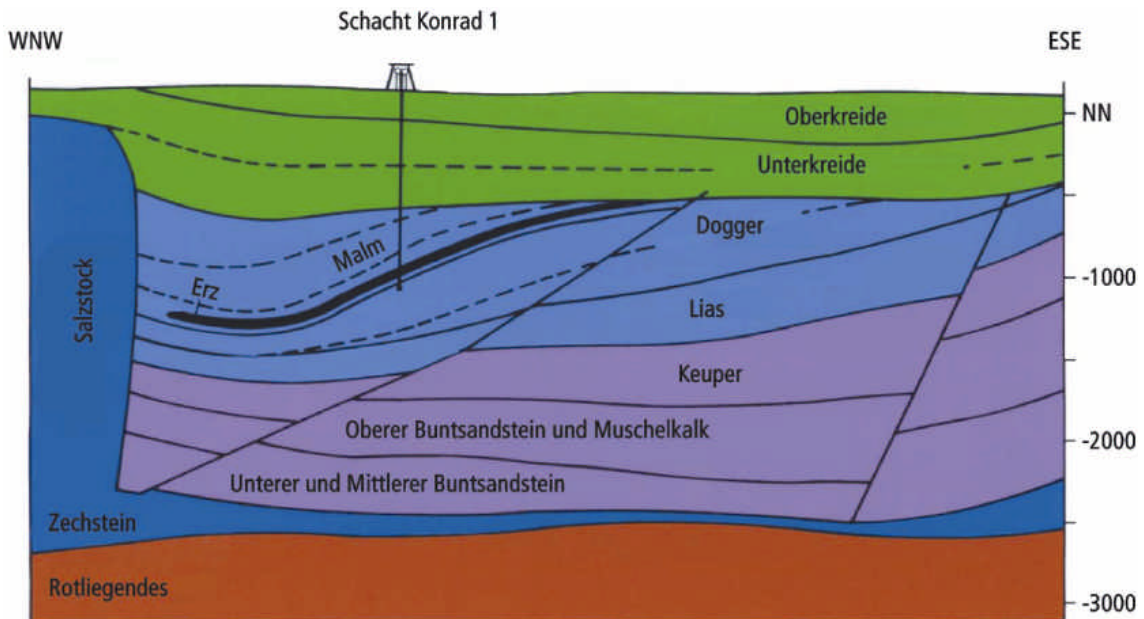 Schacht Konrad 1
WNW
ESE
NN
Oberkreide
Unterkreide
Dogger
Malm
Erz
-1000
Salzstock
Lias
Keuper
Oberer Buntsandstein und Muschelkalk
-2000
Unterer und Mittlerer Buntsandstein
Zechstein
Rotliegendes
-3000